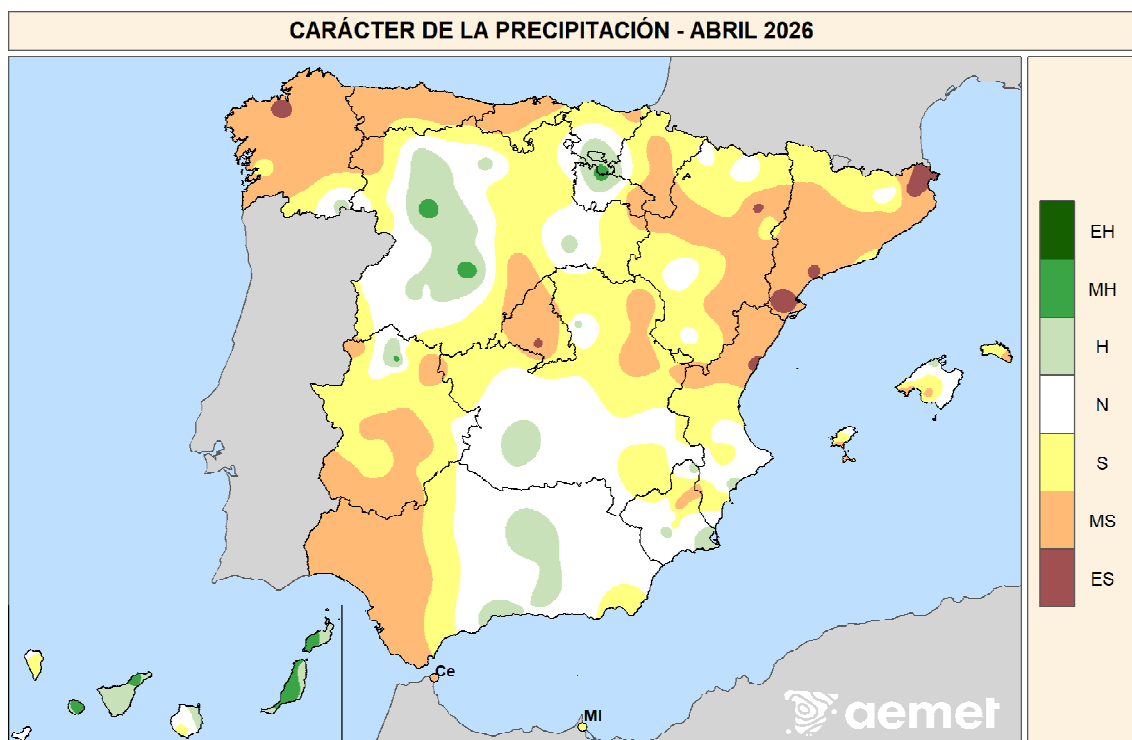 CARÁCTER DE LA PRECIPITACIÓN - ABRIL 2026
EH
MH
H
N
S
MS
ES
Ce
Ml
aemet